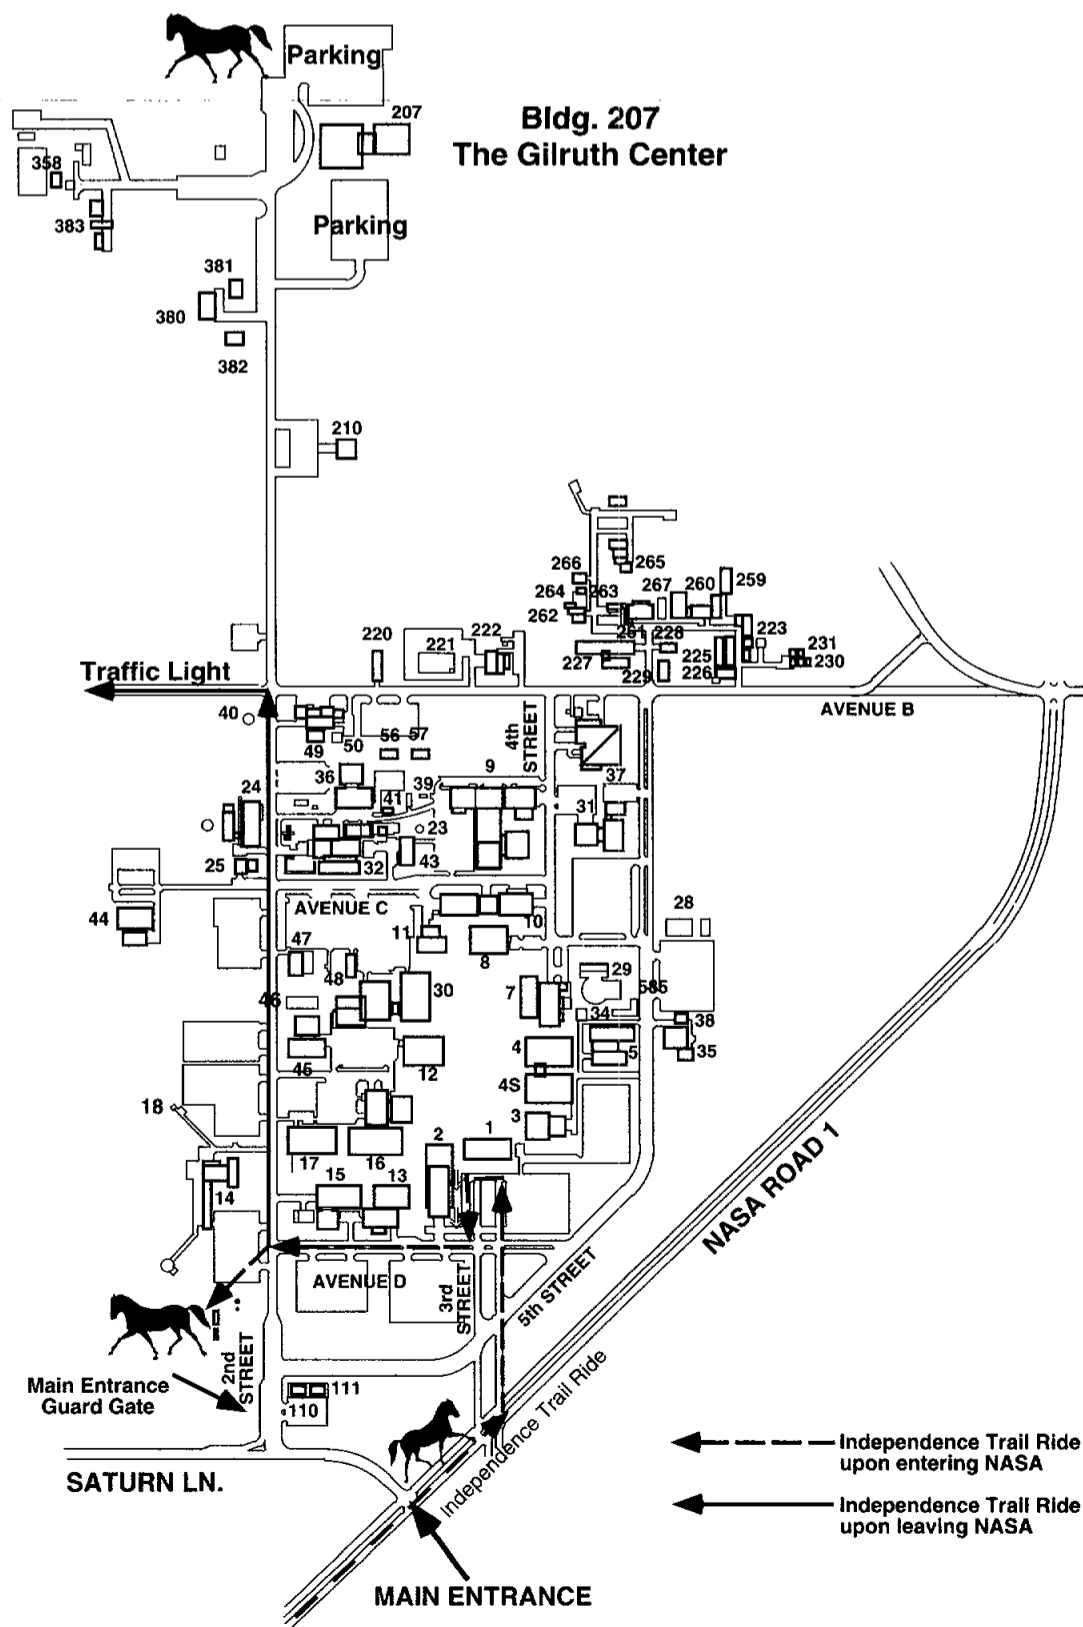 Parking
207
Bldg. 207
The Gilruth Center
358
383
Parking
381
380
382
210
266
265
264
263
267
260
259
262
261
228
223
231
230
220
221
222
227
225
229
226
Traffic Light
40
49
50
56
57
4th
STREET
AVENUE B
36
39
9
37
24
41
31
23
25
32
43
44
AVENUE C
10
28
11
8
47
48
29
46
30
7
585
34
38
45
12
4
5
35
18
4S
3
17
16
2
1
14
15
13
NASA ROAD 1
AVENUE D
3rd
STREET
5th STREET
2nd
STREET
Main Entrance
Guard Gate
111
110
Independence Trail Ride
SATURN LN.
Independence Trail Ride
upon entering NASA
Independence Trail Ride
upon leaving NASA
MAIN ENTRANCE